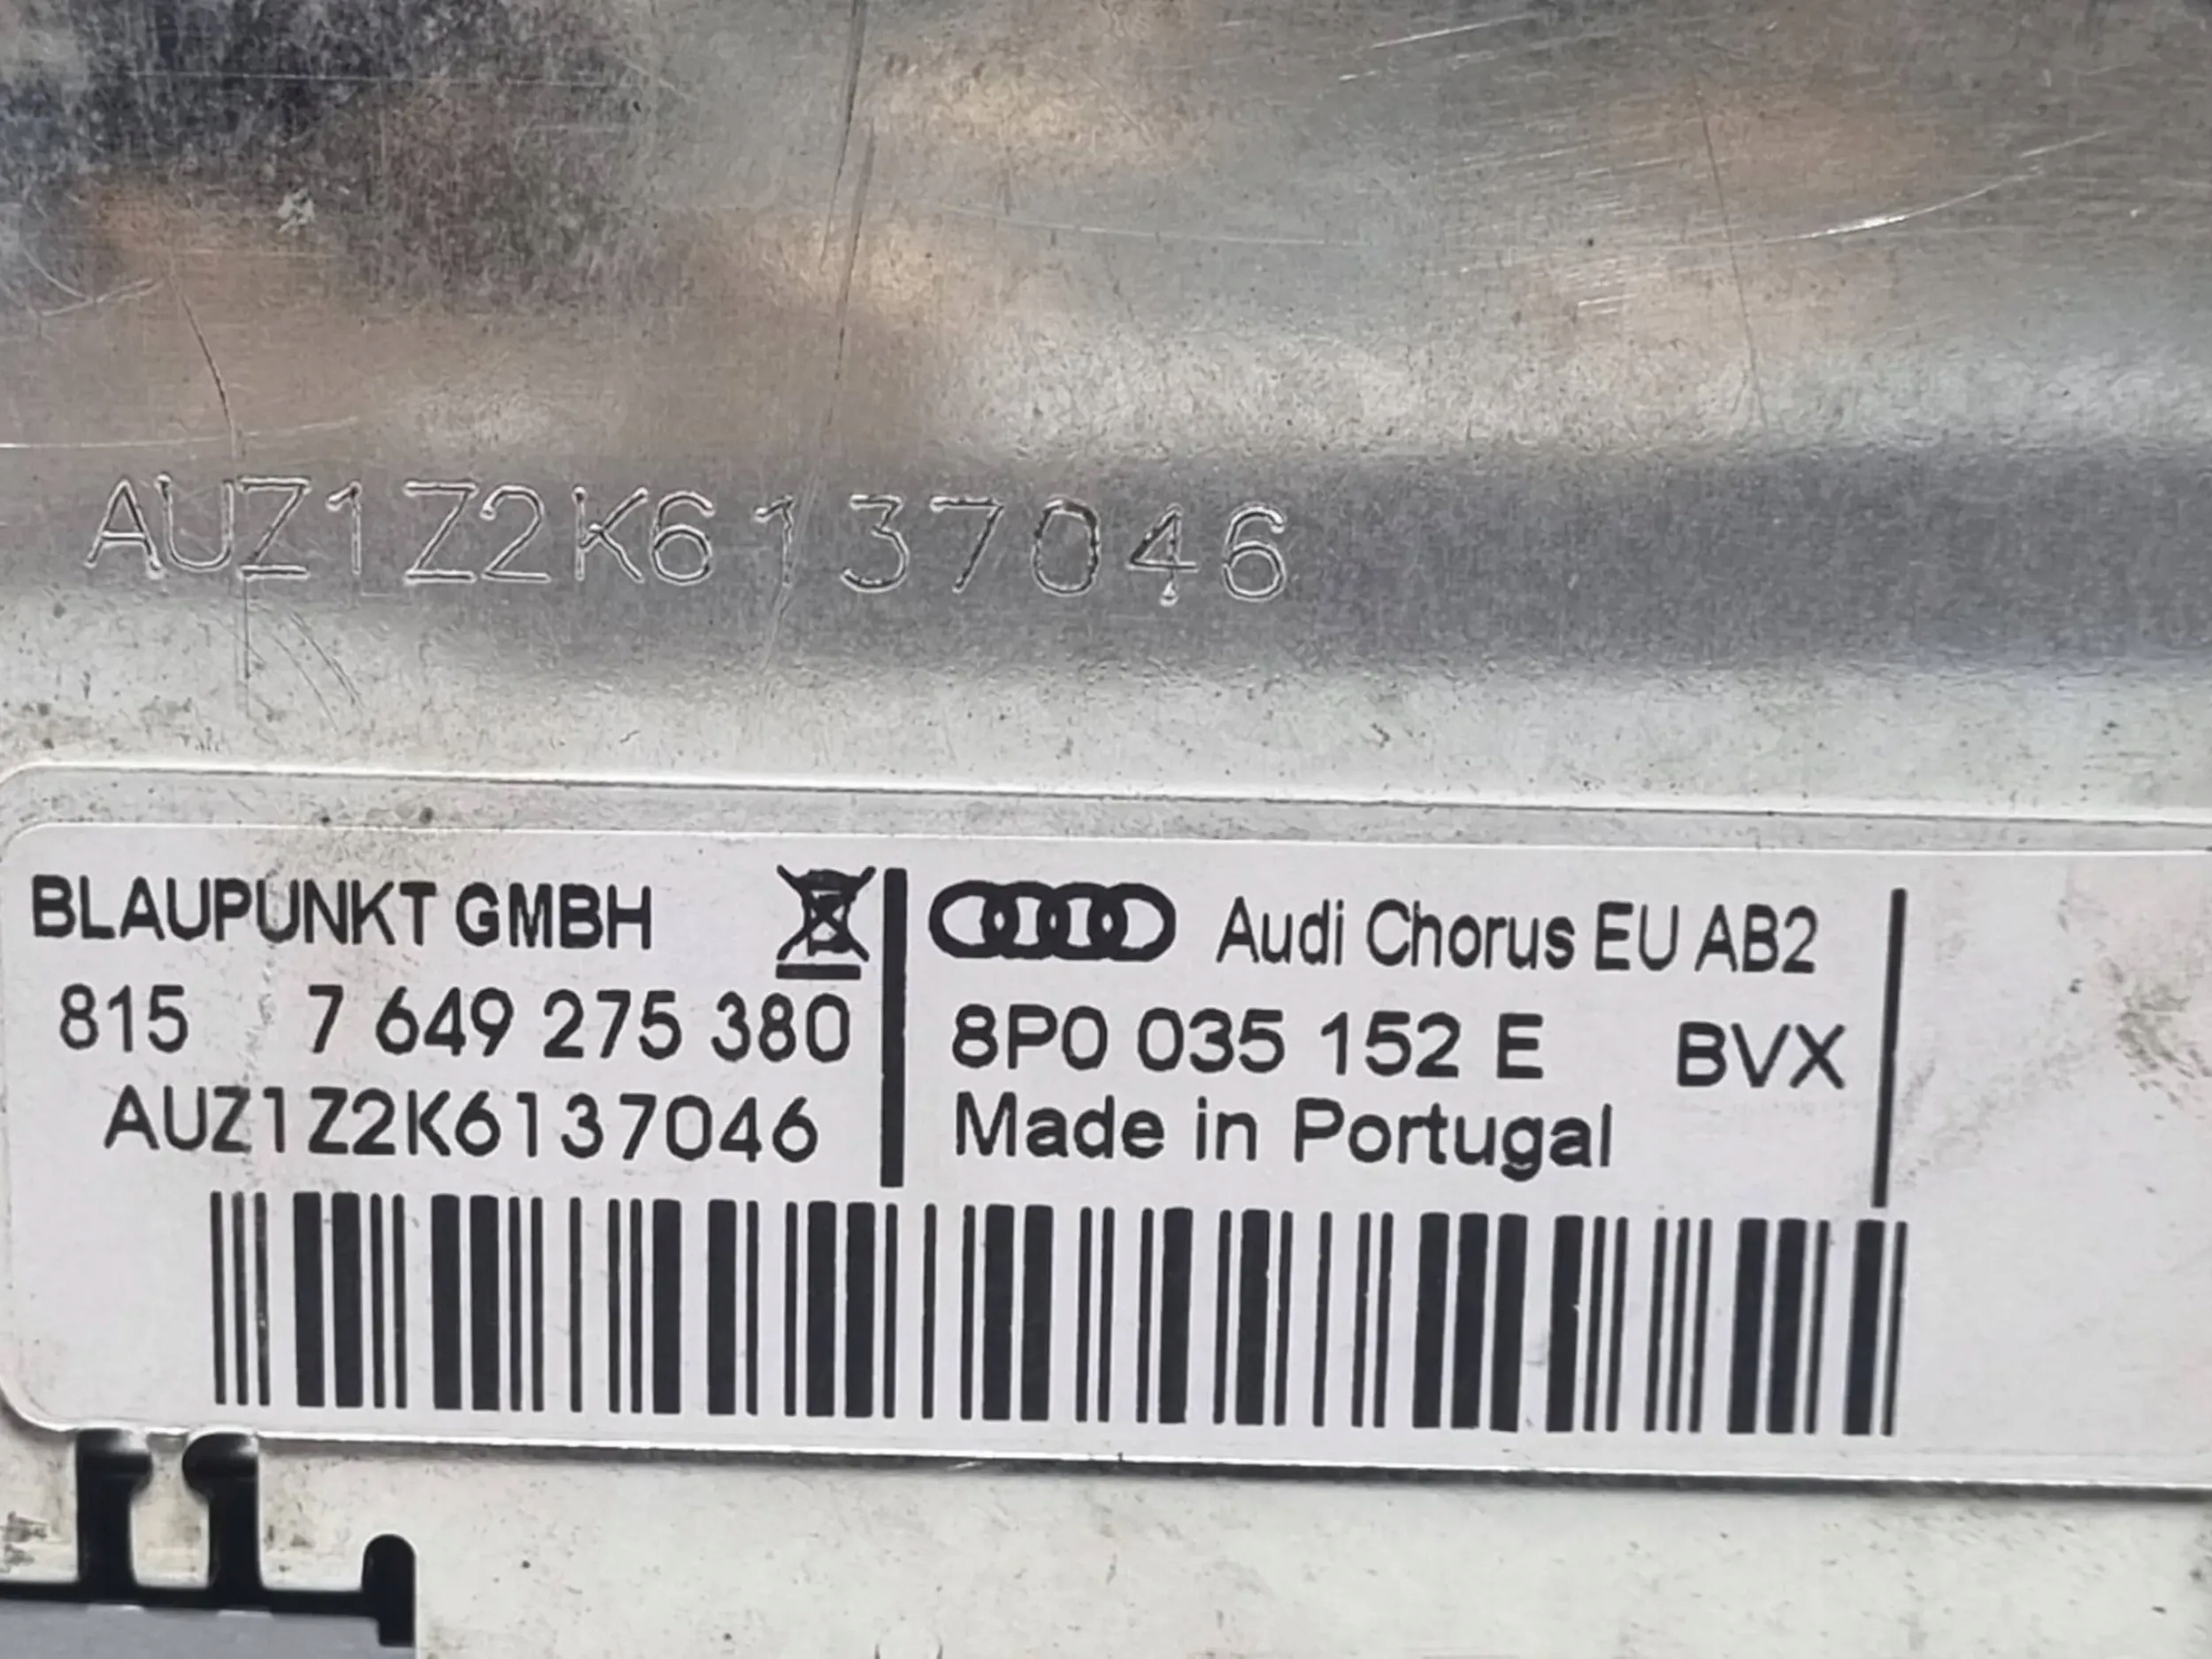 AUZ1Z2K6137046
BLAUPUNKT GMBH
815 7 649 275 380
AUZ1Z2K6137046
Audi Chorus EU AB2
8P0 035 152 E BVX
Made in Portugal